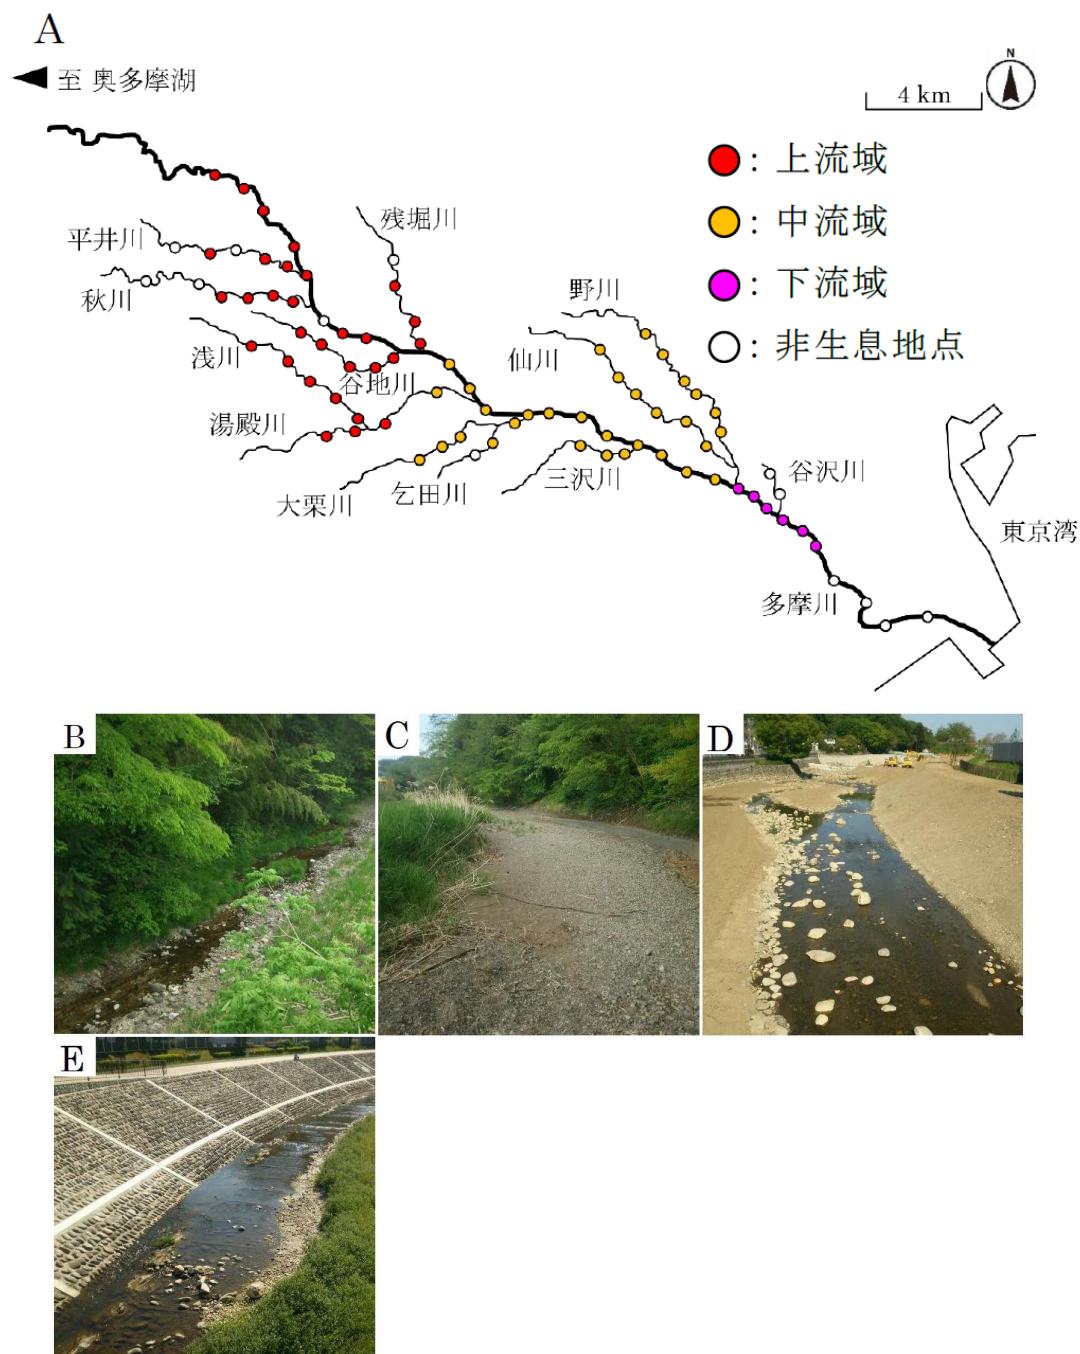 A
至 奥多摩湖
N
4 km
: 上流域
: 中流域
: 下流域
: 非生息地点
残堀川
平井川
秋川
野川
仙川
浅川
谷地川
湯殿川
大栗川
乞田川
三沢川
谷沢川
東京湾
多摩川
B
C
D
E